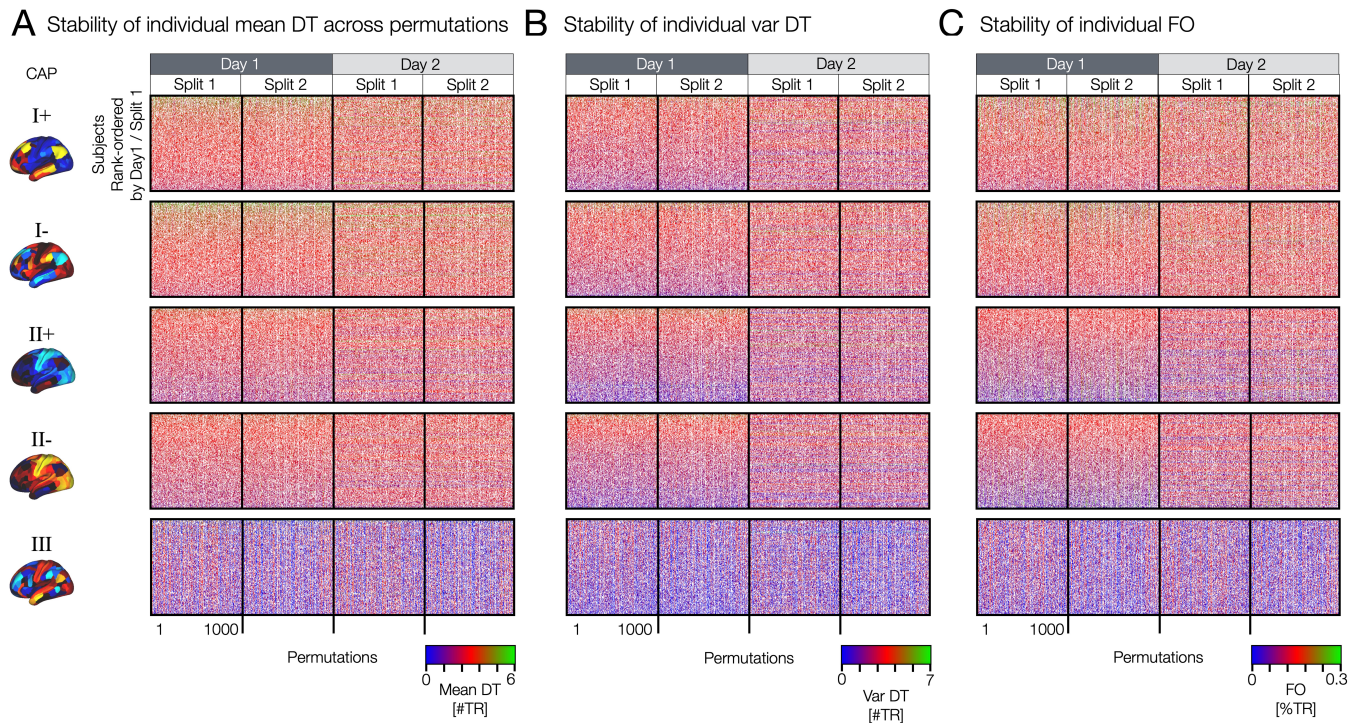 A Stability of individual mean DT across permutations
B Stability of individual var DT
C Stability of individual FO
CAP
Day 1 Day 2
Split 1 Split 2 Split 1 Split 2
Day 1 Day 2
Split 1 Split 2 Split 1 Split 2
Day 1 Day 2
Split 1 Split 2 Split 1 Split 2
Subjects
Rank-ordered
by Day1 / Split 1
I+
I-
II+
II-
III
1 1000
1 1000
1 1000
Permutations
Permutations
Permutations
0 6
Mean DT
[#TR]
0 7
Var DT
[#TR]
0 0.3
FO
[%TR]